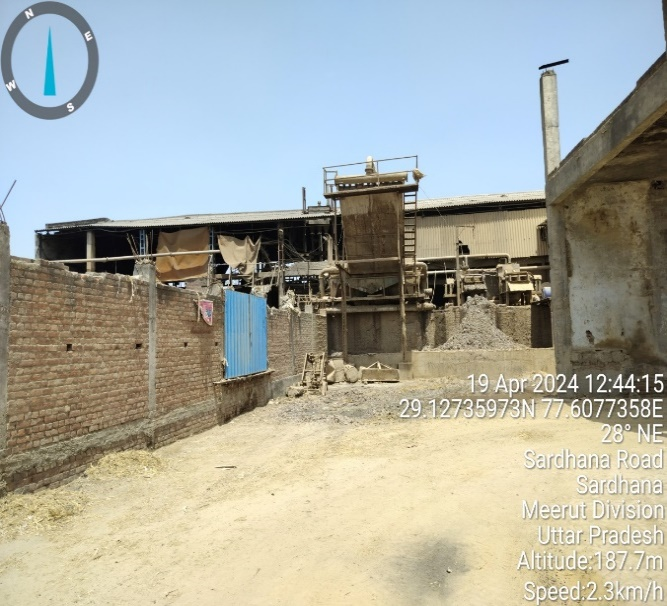 N
E
W
S
19 Apr 2024 12:44:15
29.12735973N 77.6077358E
28° NE
Sardhana Road
Sardhana
Meerut Division
Uttar Pradesh
Altitude:187.7m
Speed:2.3km/h